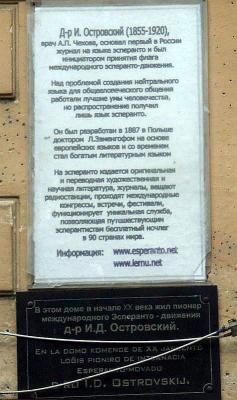 Д-р И. Островский (1855-1920),
врач А.П. Чехова, основал первый в России
журнал на языке эсперанто и был
инициатором принятия флага
международного эсперанто-движения.
Над проблемой создания нейтрального
языка для общечеловеческого общения
работали лучшие умы человечества,
но распространение получил
лишь язык эсперанто.
Он был разработан в 1887 в Польше
доктором Л.Заменгофом на основе
европейских языков и со временем
стал богатым литературным языком
На эсперанто издается оригинальная
и переводная художественная и
научная литература, журналы, вещают
радиостанции, проходят международные
конгрессы, встречи, фестивали,
функционирует уникальная служба,
позволяющая путешествующим
эсперантистам бесплатный ночлег
в 90 странах мира.
Информация: www.esperanto.net
www.lernu.net
В этом доме в начале XX века жил пионер
международного Эсперанто - движения
д-р И.Д. Островский.
En la domo komence de XX jarcento
loĝis pioniro de internacia
Esperanto-movado
D-ro I.D. Ostrovskij.